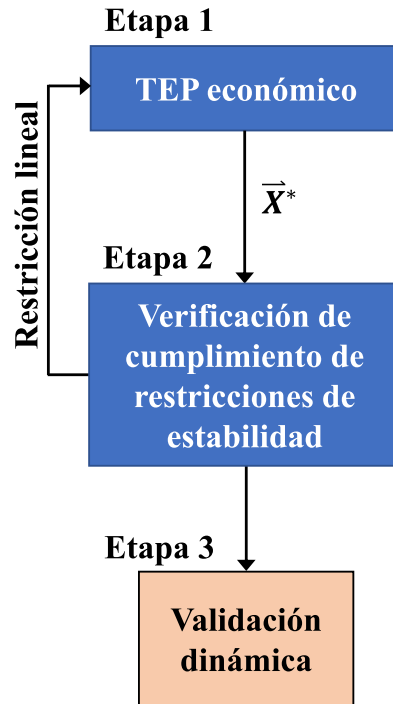 Etapa 1
TEP económico
Restricción lineal
X⃗*
Etapa 2
Verificación de
cumplimiento de
restricciones de
estabilidad
Etapa 3
Validación
dinámica